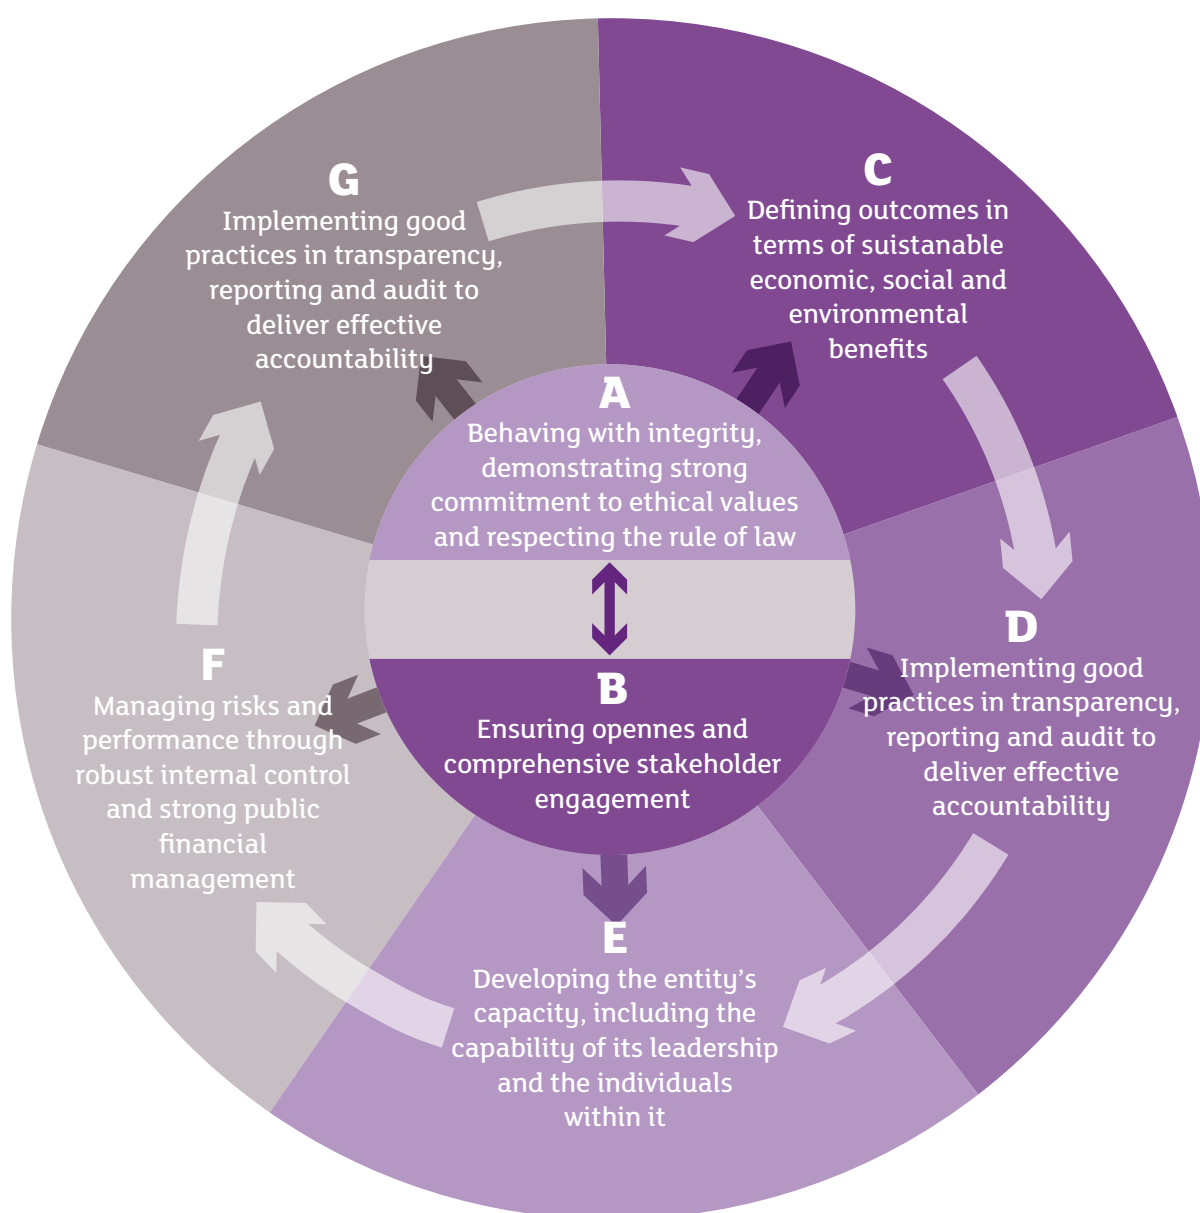 A
Behaving with integrity,
demonstrating strong
commitment to ethical values
and respecting the rule of law
B
Ensuring opennes and
comprehensive stakeholder
engagement
C
Defining outcomes in
terms of suistanable
economic, social and
environmental
benefits
D
Implementing good
practices in transparency,
reporting and audit to
deliver effective
accountability
E
Developing the entity’s
capacity, including the
capability of its leadership
and the individuals
within it
F
Managing risks and
performance through
robust internal control
and strong public
financial
management
G
Implementing good
practices in transparency,
reporting and audit to
deliver effective
accountability